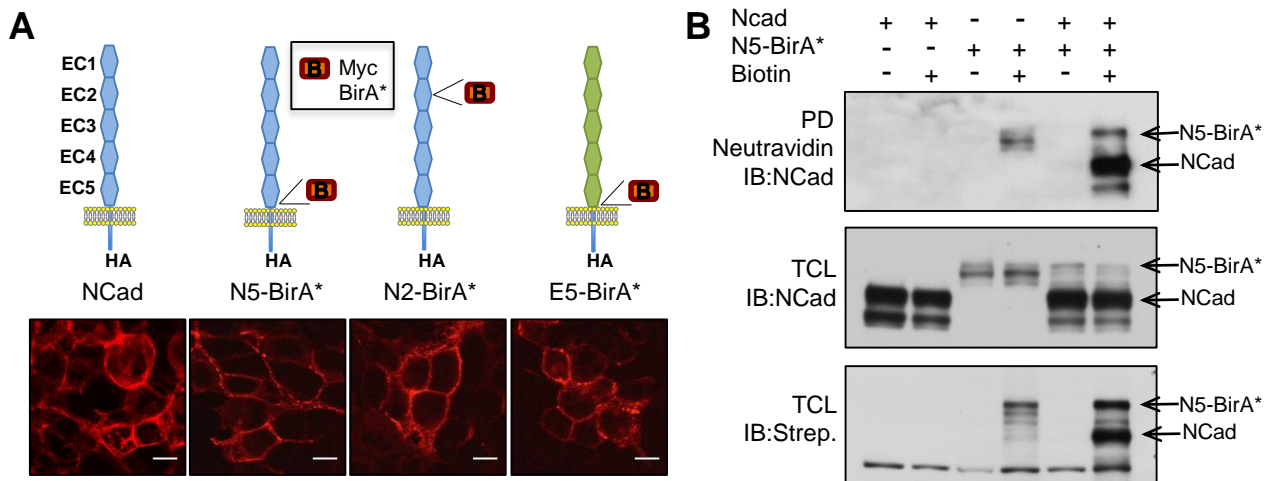 A
EC1
EC2
EC3
EC4
EC5
B Myc
BirA*
B
B
B
HA HA HA HA
NCad N5-BirA* N2-BirA* E5-BirA*
B
Ncad + + - - + +
N5-BirA* - - + + + +
Biotin - + - + - +
PD
Neutravidin
IB:NCad
N5-BirA*
NCad
TCL
IB:NCad
N5-BirA*
NCad
TCL
IB:Strep.
N5-BirA*
NCad